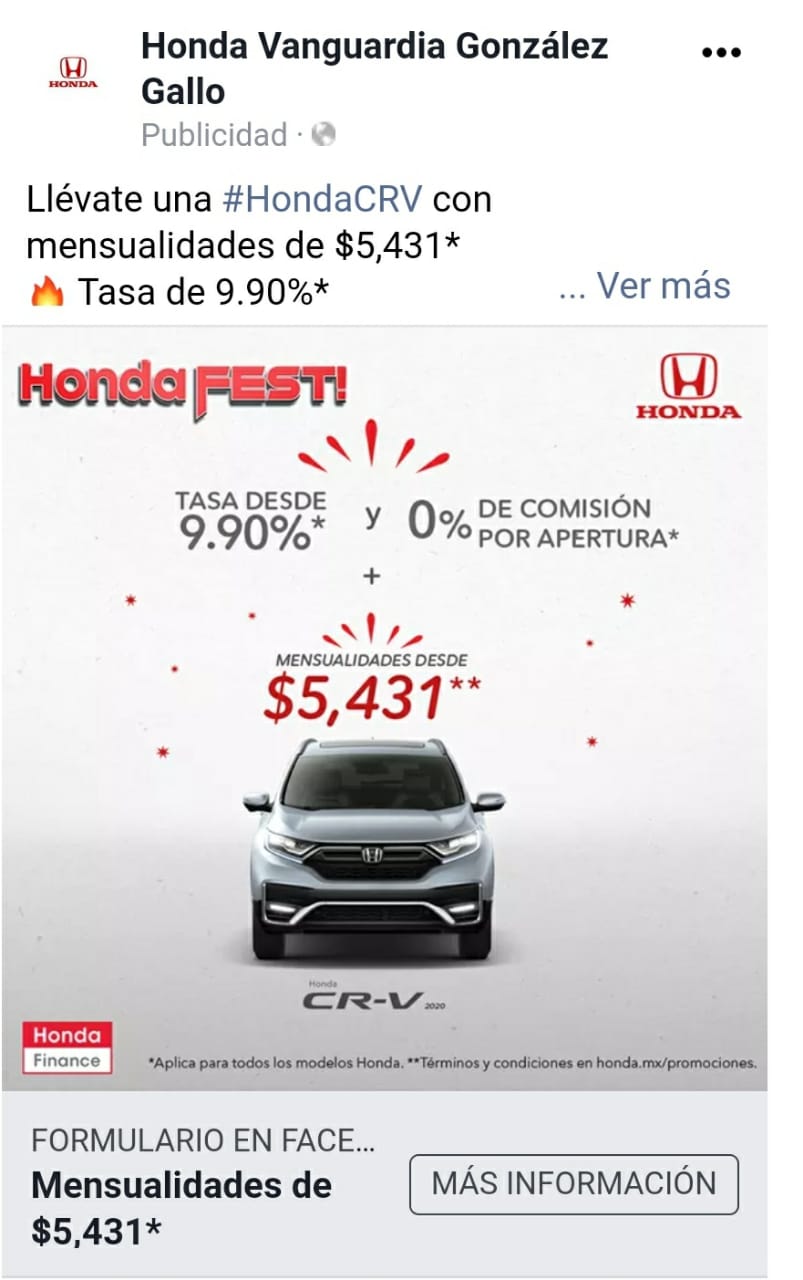 HONDA
Honda Vanguardia González
Gallo
Publicidad ·
Llévate una #HondaCRV con
mensualidades de $5,431*
🔥 Tasa de 9.90%*
... Ver más
Honda FEST!
HONDA
TASA DESDE
9.90%*
y
0%
DE COMISIÓN
POR APERTURA*
+
MENSUALIDADES DESDE
$5,431**
Honda
CR-V 2020
Honda
Finance
*Aplica para todos los modelos Honda. **Términos y condiciones en honda.mx/promociones.
FORMULARIO EN FACE...
Mensualidades de
$5,431*
MÁS INFORMACIÓN